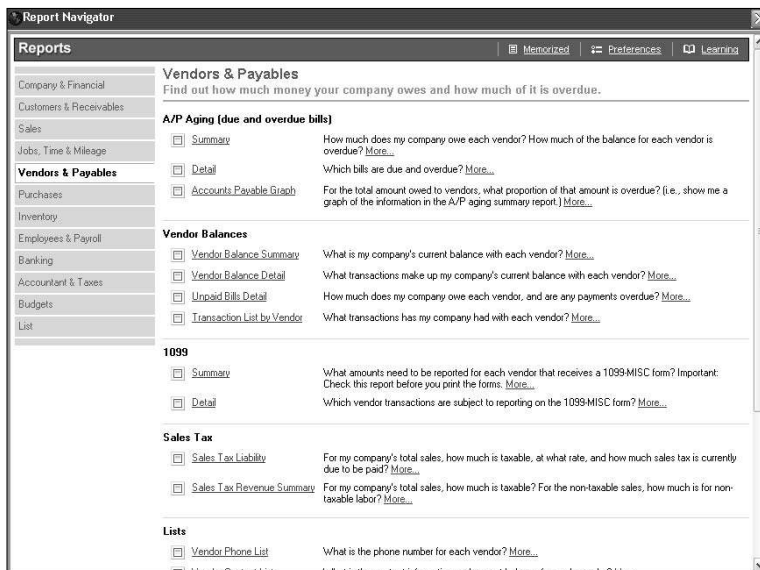 Report Navigator
Reports
Memorized
Preferences
Learning
Company & Financial
Customers & Receivables
Sales
Jobs, Time & Mileage
Vendors & Payables
Purchases
Inventory
Employees & Payroll
Banking
Accountant & Taxes
Budgets
List
Vendors & Payables
Find out how much money your company owes and how much of it is overdue.
A/P Aging (due and overdue bills)
Summary How much does my company owe each vendor? How much of the balance for each vendor is
overdue? More...
Detail Which bills are due and overdue? More...
Accounts Payable Graph For the total amount owed to vendors, what proportion of that amount is overdue? (i.e., show me a
graph of the information in the A/P aging summary report.) More...
Vendor Balances
Vendor Balance Summary What is my company's current balance with each vendor? More...
Vendor Balance Detail What transactions make up my company's current balance with each vendor? More...
Unpaid Bills Detail How much does my company owe each vendor, and are any payments overdue? More...
Transaction List by Vendor What transactions has my company had with each vendor? More...
1099
Summary What amounts need to be reported for each vendor that receives a 1099-MISC form? Important:
Check this report before you print the forms. More...
Detail Which vendor transactions are subject to reporting on the 1099-MISC form? More...
Sales Tax
Sales Tax Liability For my company's total sales, how much is taxable, at what rate, and how much sales tax is currently
due to be paid? More...
Sales Tax Revenue Summary For my company's total sales, how much is taxable? For the non-taxable sales, how much is for non-
taxable labor? More...
Lists
Vendor Phone List What is the phone number for each vendor? More...